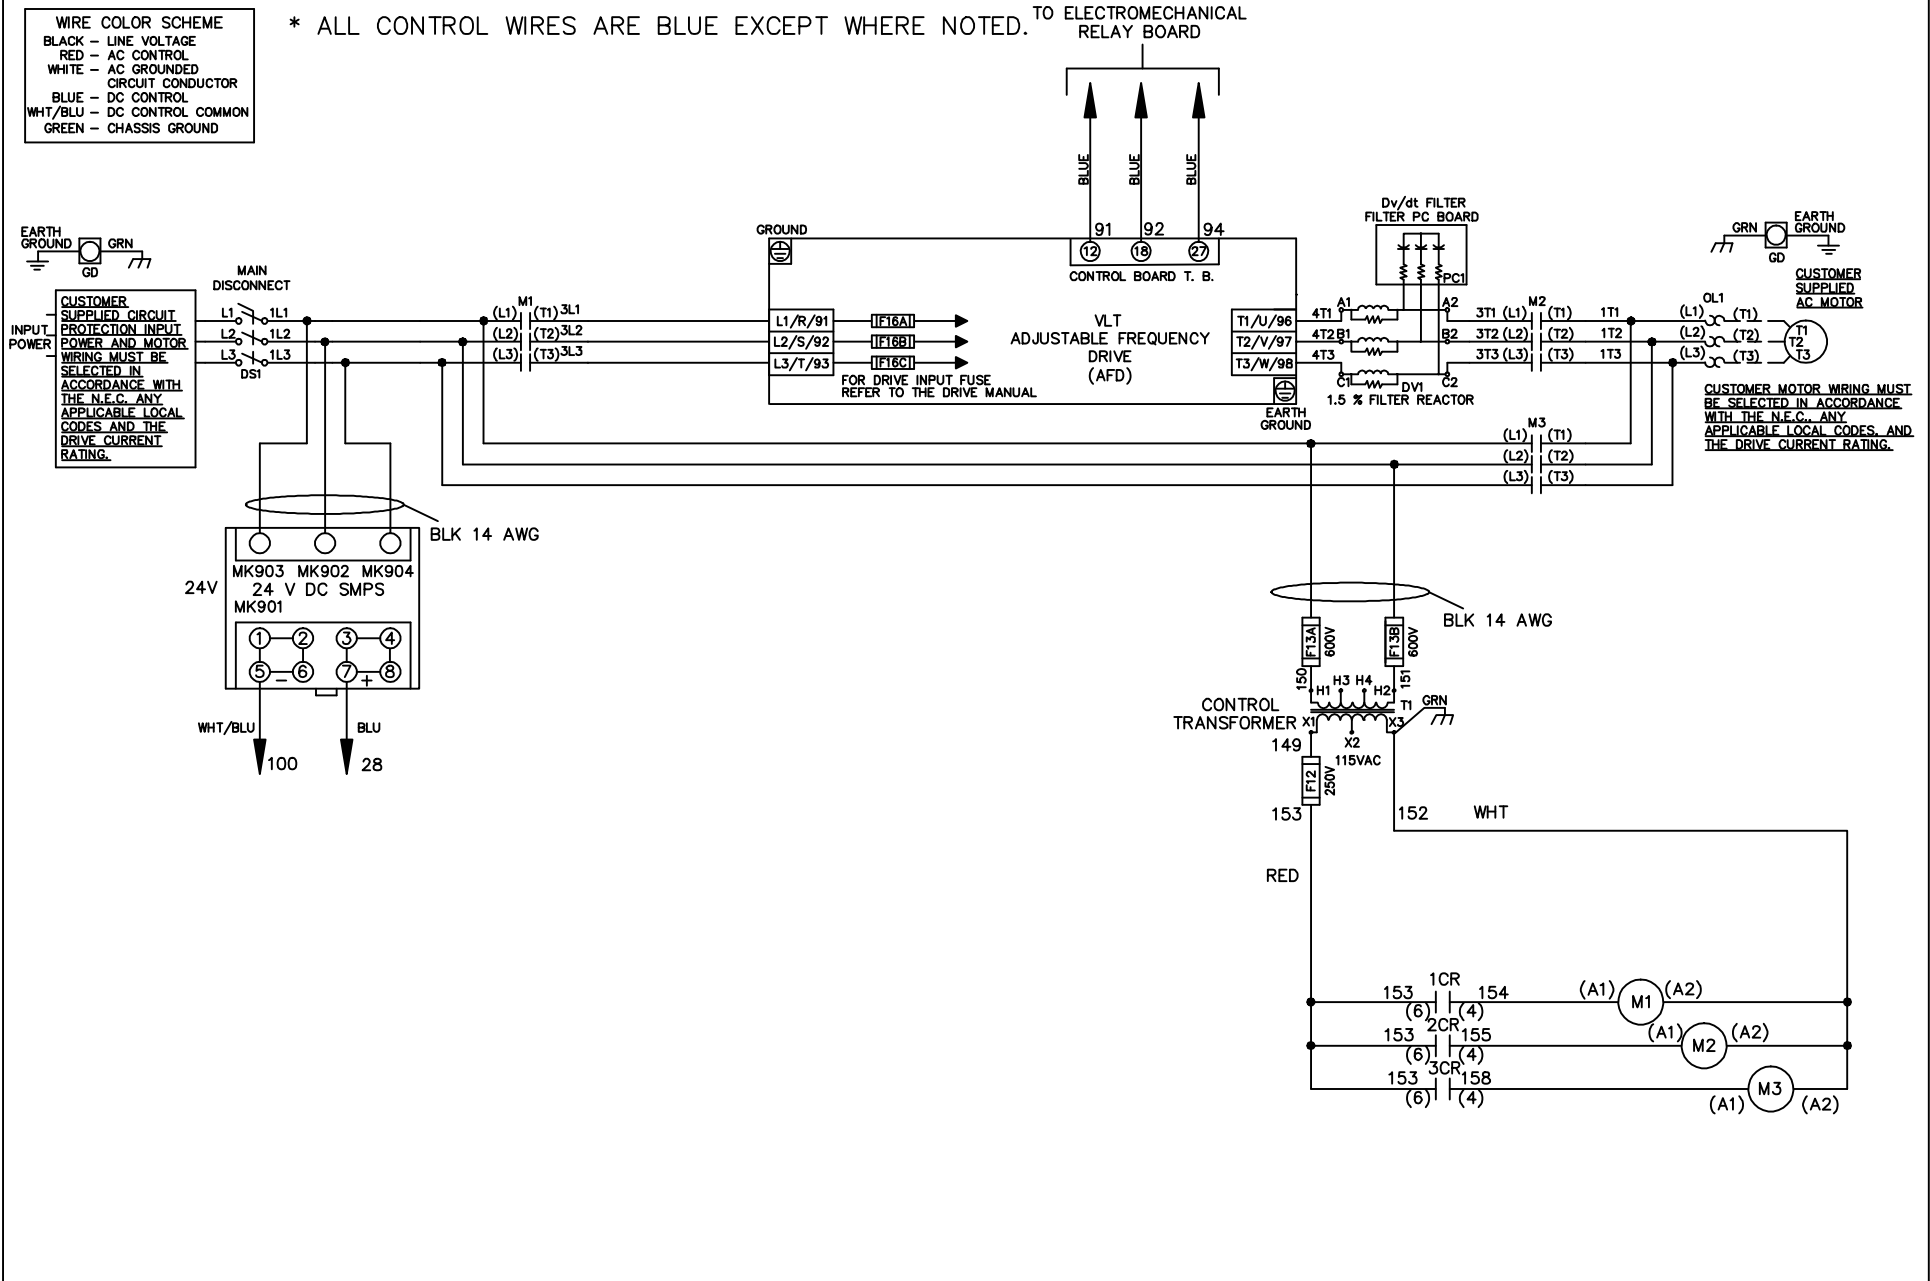 WIRE COLOR SCHEME
BLACK – LINE VOLTAGE
RED – AC CONTROL
WHITE – AC GROUNDED
CIRCUIT CONDUCTOR
BLUE – DC CONTROL
WHT/BLU – DC CONTROL COMMON
GREEN – CHASSIS GROUND
* ALL CONTROL WIRES ARE BLUE EXCEPT WHERE NOTED.
TO ELECTROMECHANICAL
RELAY BOARD
BLUE BLUE BLUE
91 92 94
12 18 27
CONTROL BOARD T. B.
GROUND
EARTH
GROUND
GRN
GD
MAIN
DISCONNECT
INPUT
POWER
CUSTOMER
SUPPLIED CIRCUIT
PROTECTION INPUT
POWER AND MOTOR
WIRING MUST BE
SELECTED IN
ACCORDANCE WITH
THE N.E.C. ANY
APPLICABLE LOCAL
CODES AND THE
DRIVE CURRENT
RATING.
L1 1L1
L2 1L2
L3 1L3
DS1
M1
(L1) (T1) 3L1
(L2) (T2) 3L2
(L3) (T3) 3L3
L1/R/91 F16A
L2/S/92 F16B
L3/T/93 F16C
FOR DRIVE INPUT FUSE
REFER TO THE DRIVE MANUAL
VLT
ADJUSTABLE FREQUENCY
DRIVE
(AFD)
T1/U/96
T2/V/97
T3/W/98
EARTH
GROUND
Dv/dt FILTER
FILTER PC BOARD
PC1
4T1 A1 A2
4T2 B1 B2
4T3 C1 C2
DV1
1.5 % FILTER REACTOR
M2
3T1 (L1) (T1) 1T1
3T2 (L2) (T2) 1T2
3T3 (L3) (T3) 1T3
OL1
(L1) (T1)
(L2) (T2)
(L3) (T3)
T1
T2
T3
GRN
EARTH
GROUND
GD
CUSTOMER
SUPPLIED
AC MOTOR
CUSTOMER MOTOR WIRING MUST
BE SELECTED IN ACCORDANCE
WITH THE N.E.C., ANY
APPLICABLE LOCAL CODES, AND
THE DRIVE CURRENT RATING.
M3
(L1) (T1)
(L2) (T2)
(L3) (T3)
BLK 14 AWG
MK903 MK902 MK904
24V
24 V DC SMPS
MK901
1 2 3 4
5 6 7 8
– +
WHT/BLU BLU
100 28
BLK 14 AWG
F13A 600V F13B 600V
150 151
H1 H3 H4 H2
T1
GRN
CONTROL
TRANSFORMER
X1 X2 X3
149
115VAC
F12 250V
153 152 WHT
RED
1CR
153 154 (A1) M1 (A2)
(6) (4)
2CR
153 155 (A1) M2 (A2)
(6) (4)
3CR
153 158 M3
(6) (4) (A1) (A2)